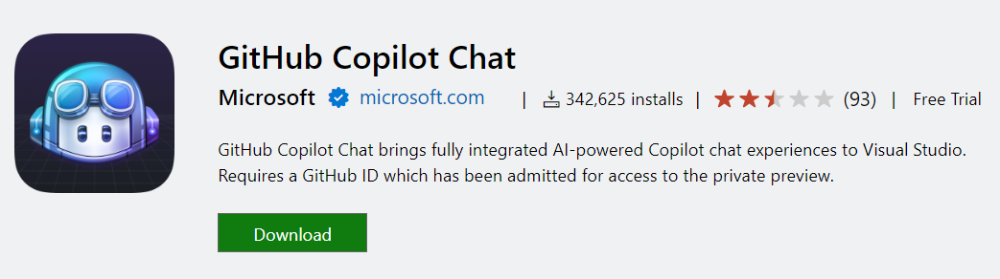 GitHub Copilot Chat
Microsoft microsoft.com | 342,625 installs | (93) | Free Trial
GitHub Copilot Chat brings fully integrated AI-powered Copilot chat experiences to Visual Studio.
Requires a GitHub ID which has been admitted for access to the private preview.
Download